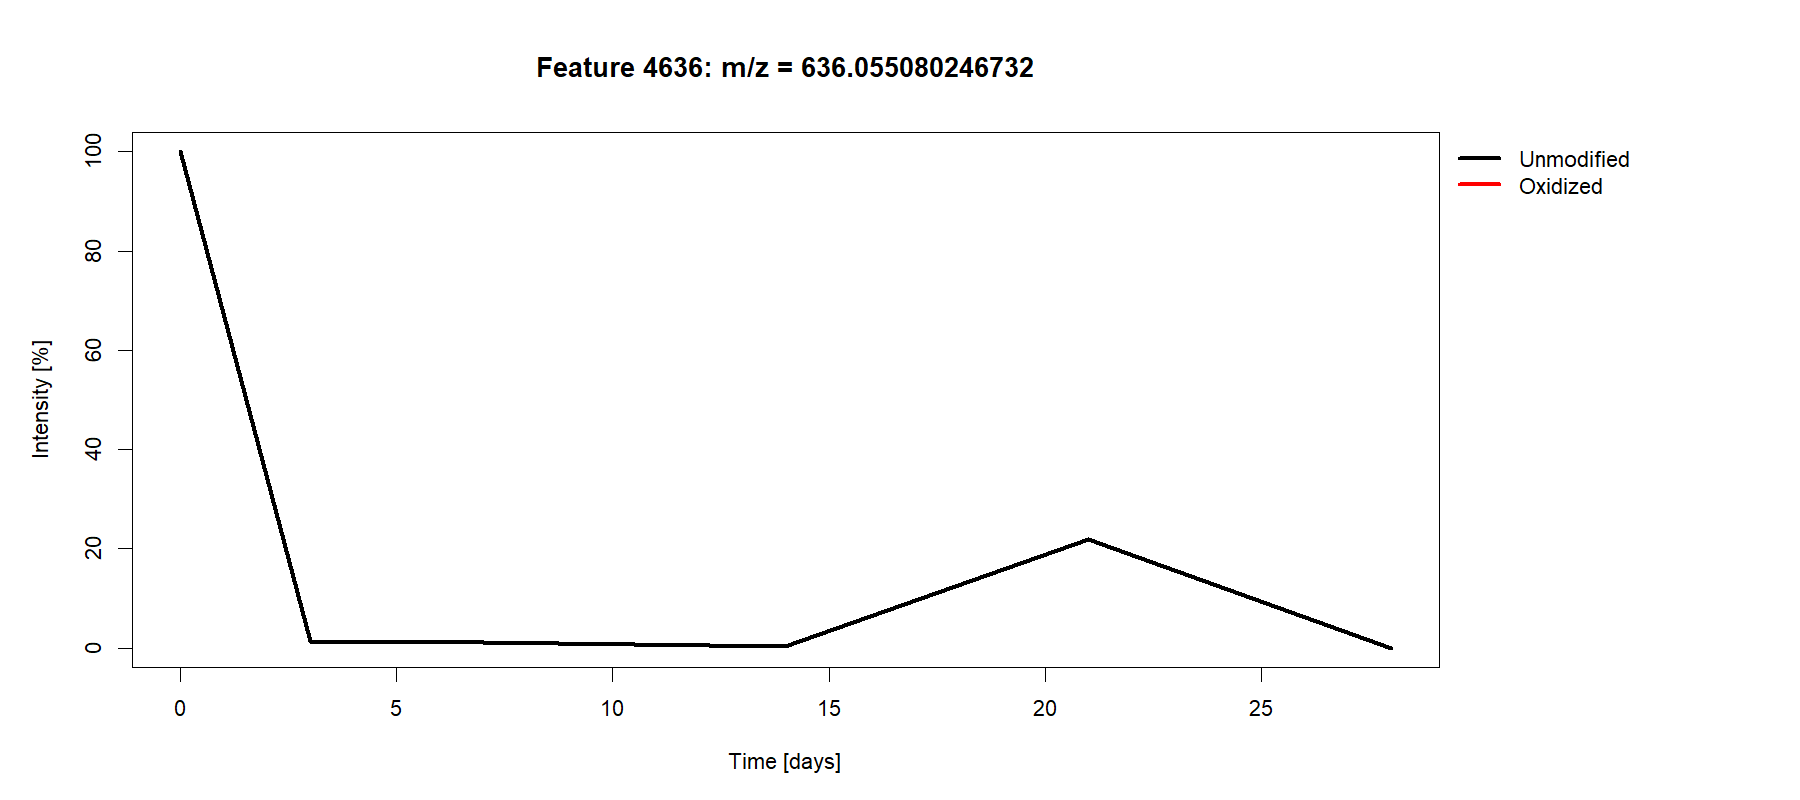 Feature 4636: m/z = 636.055080246732
Unmodified
Oxidized
Intensity [%]
100
80
60
40
20
0
0 5 10 15 20 25
Time [days]